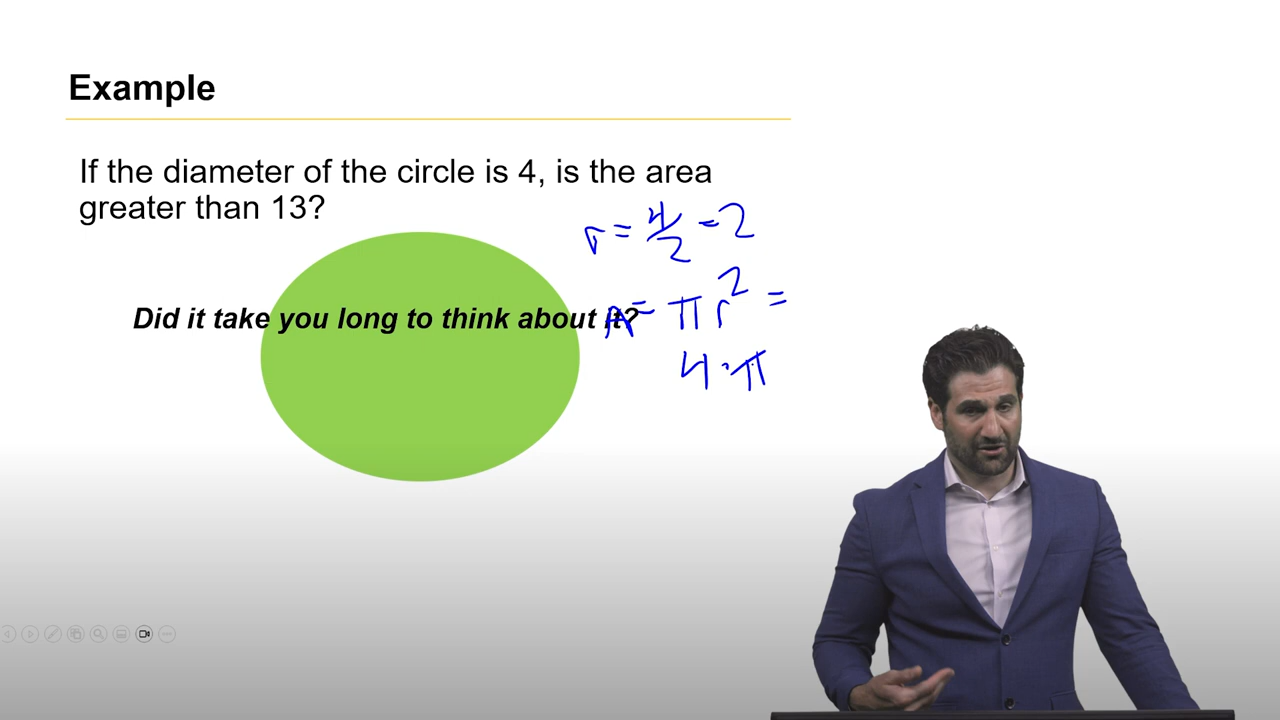 Example
If the diameter of the circle is 4, is the area
greater than 13?
r = 4/2 = 2
Did it take you long to think about it?
A = πr² =
4·π